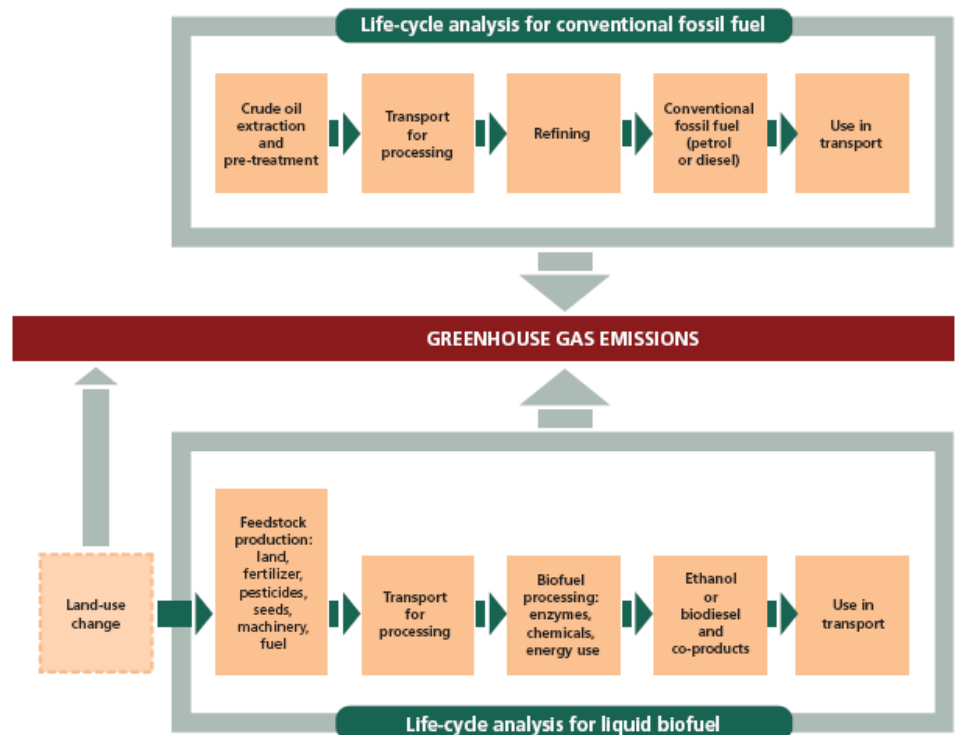 Life-cycle analysis for conventional fossil fuel
Crude oil
extraction
and
pre-treatment
Transport
for
processing
Refining
Conventional
fossil fuel
(petrol
or diesel)
Use in
transport
GREENHOUSE GAS EMISSIONS
Land-use
change
Feedstock
production:
land,
fertilizer,
pesticides,
seeds,
machinery,
fuel
Transport
for
processing
Biofuel
processing:
enzymes,
chemicals,
energy use
Ethanol
or
biodiesel
and
co-products
Use in
transport
Life-cycle analysis for liquid biofuel